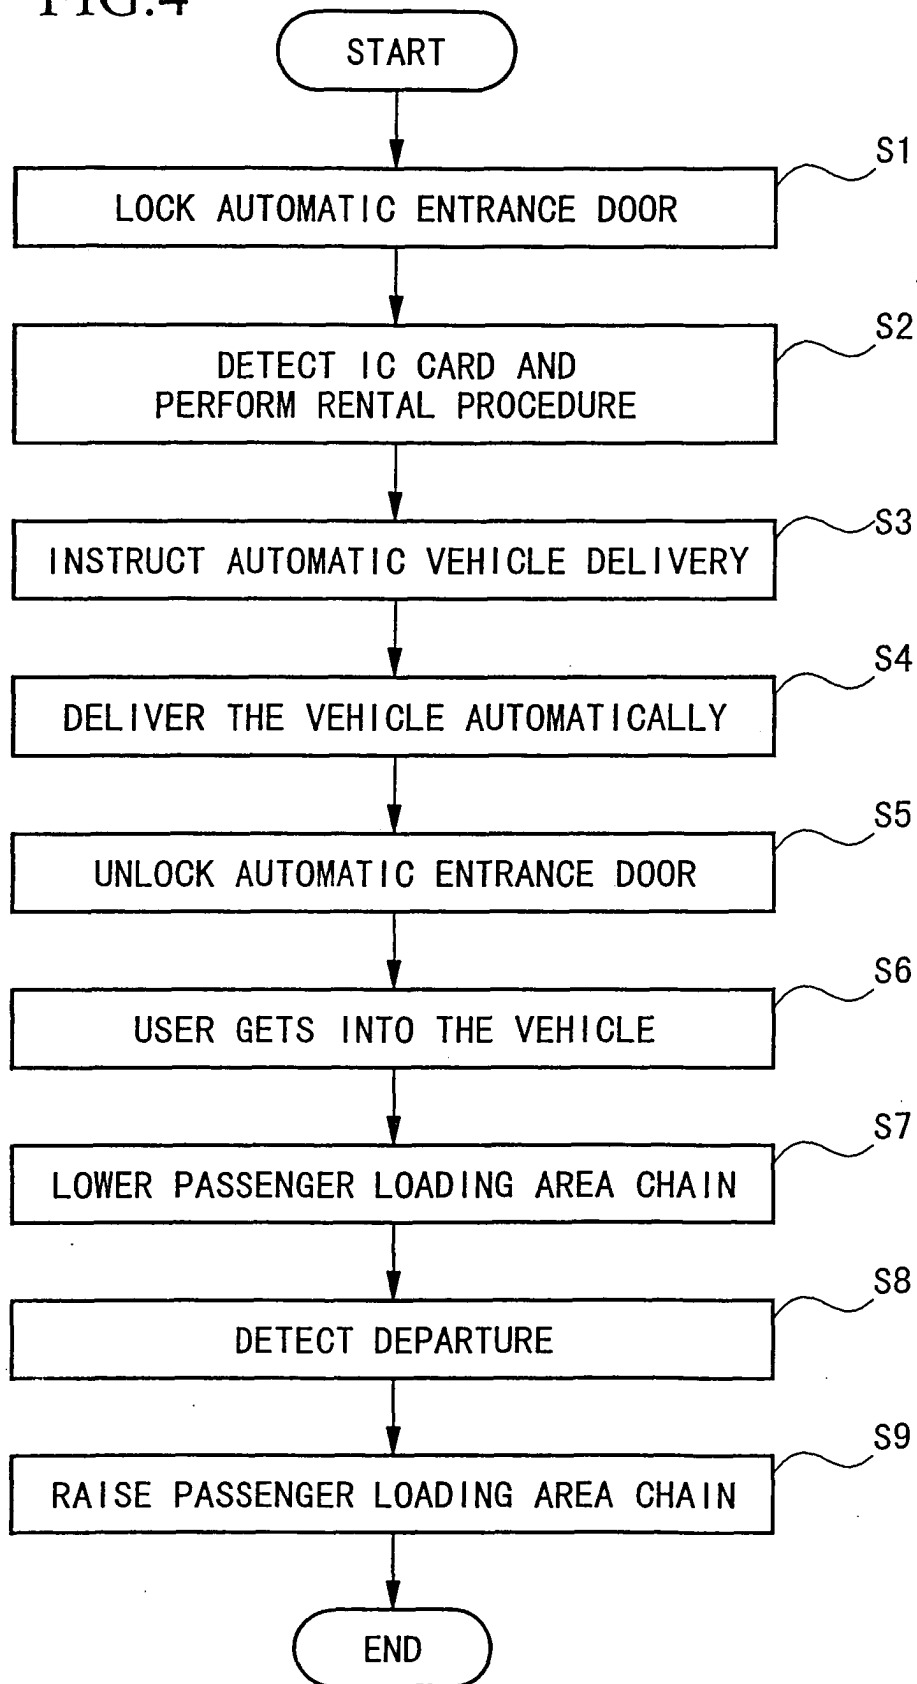 FIG.4
START
S1
LOCK AUTOMATIC ENTRANCE DOOR
S2
DETECT IC CARD AND
PERFORM RENTAL PROCEDURE
S3
INSTRUCT AUTOMATIC VEHICLE DELIVERY
S4
DELIVER THE VEHICLE AUTOMATICALLY
S5
UNLOCK AUTOMATIC ENTRANCE DOOR
S6
USER GETS INTO THE VEHICLE
S7
LOWER PASSENGER LOADING AREA CHAIN
S8
DETECT DEPARTURE
S9
RAISE PASSENGER LOADING AREA CHAIN
END